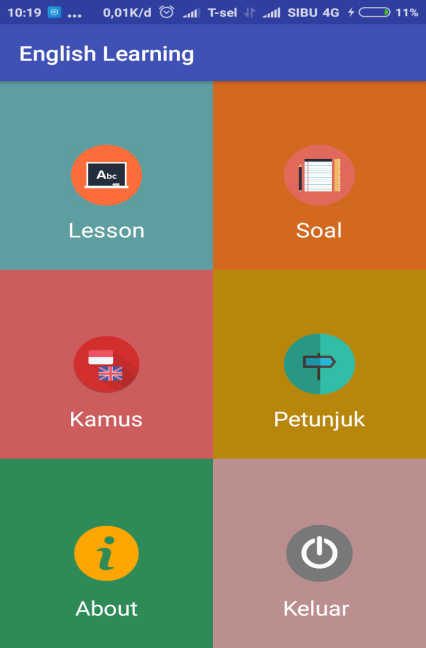 10:19 ... 0,01K/d T-sel SIBU 4G 11%
English Learning
Abc
Lesson
Soal
Kamus
Petunjuk
i
About
Keluar